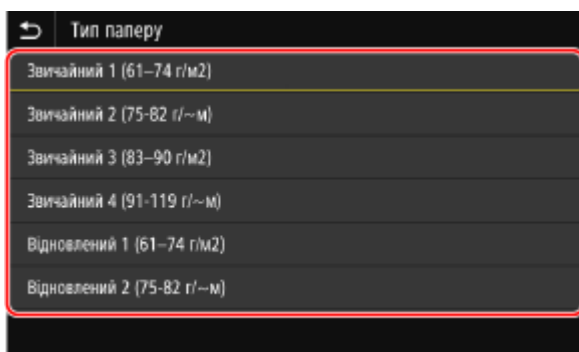 Тип паперу
Звичайний 1 (61–74 г/м2)
Звичайний 2 (75-82 г/~м)
Звичайний 3 (83–90 г/м2)
Звичайний 4 (91-119 г/~м)
Відновлений 1 (61–74 г/м2)
Відновлений 2 (75-82 г/~м)